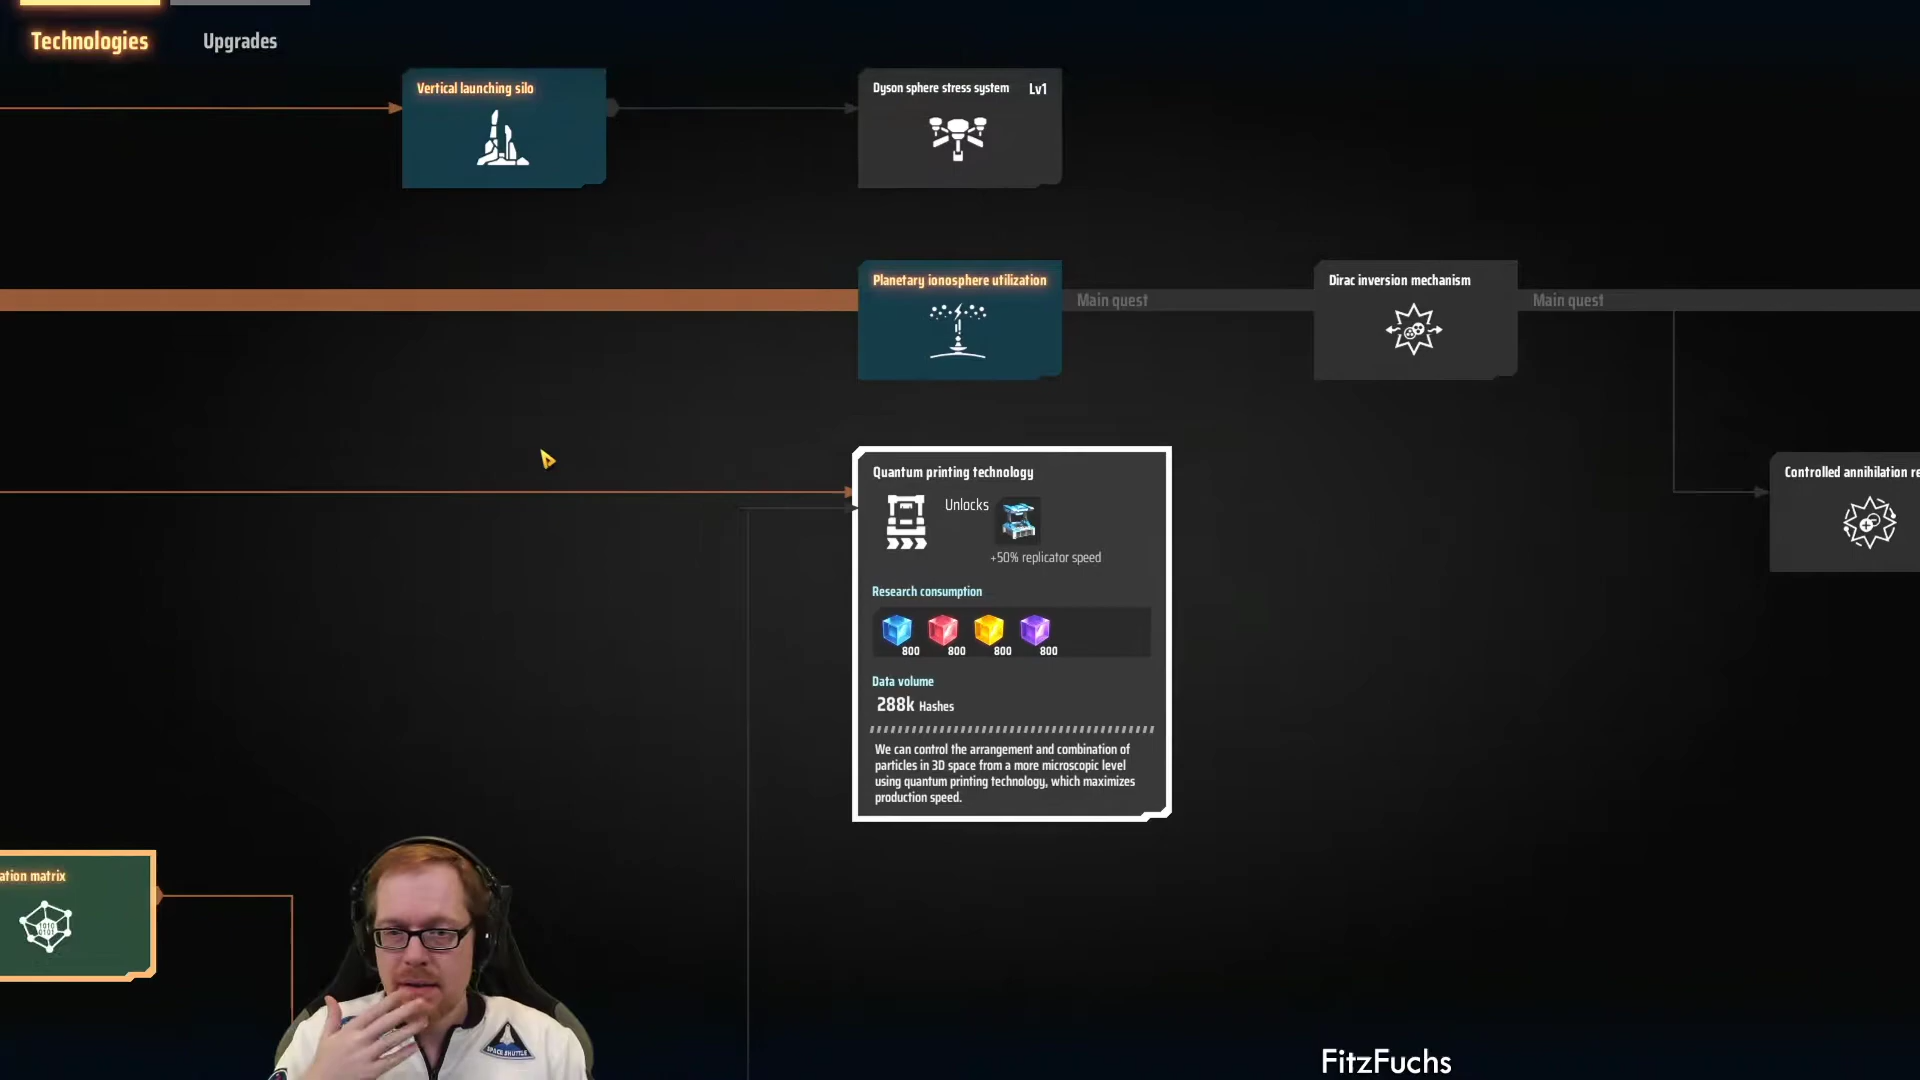 Technologies
Upgrades
Vertical launching silo
Dyson sphere stress system Lv1
Planetary ionosphere utilization
Main quest
Dirac inversion mechanism
Main quest
Quantum printing technology
Unlocks
+50% replicator speed
Research consumption
800 800 800 800
Data volume
288k Hashes
We can control the arrangement and combination of
particles in 3D space from a more microscopic level
using quantum printing technology, which maximizes
production speed.
Controlled annihilation re
ation matrix
SPACE SHUTTLE
FitzFuchs